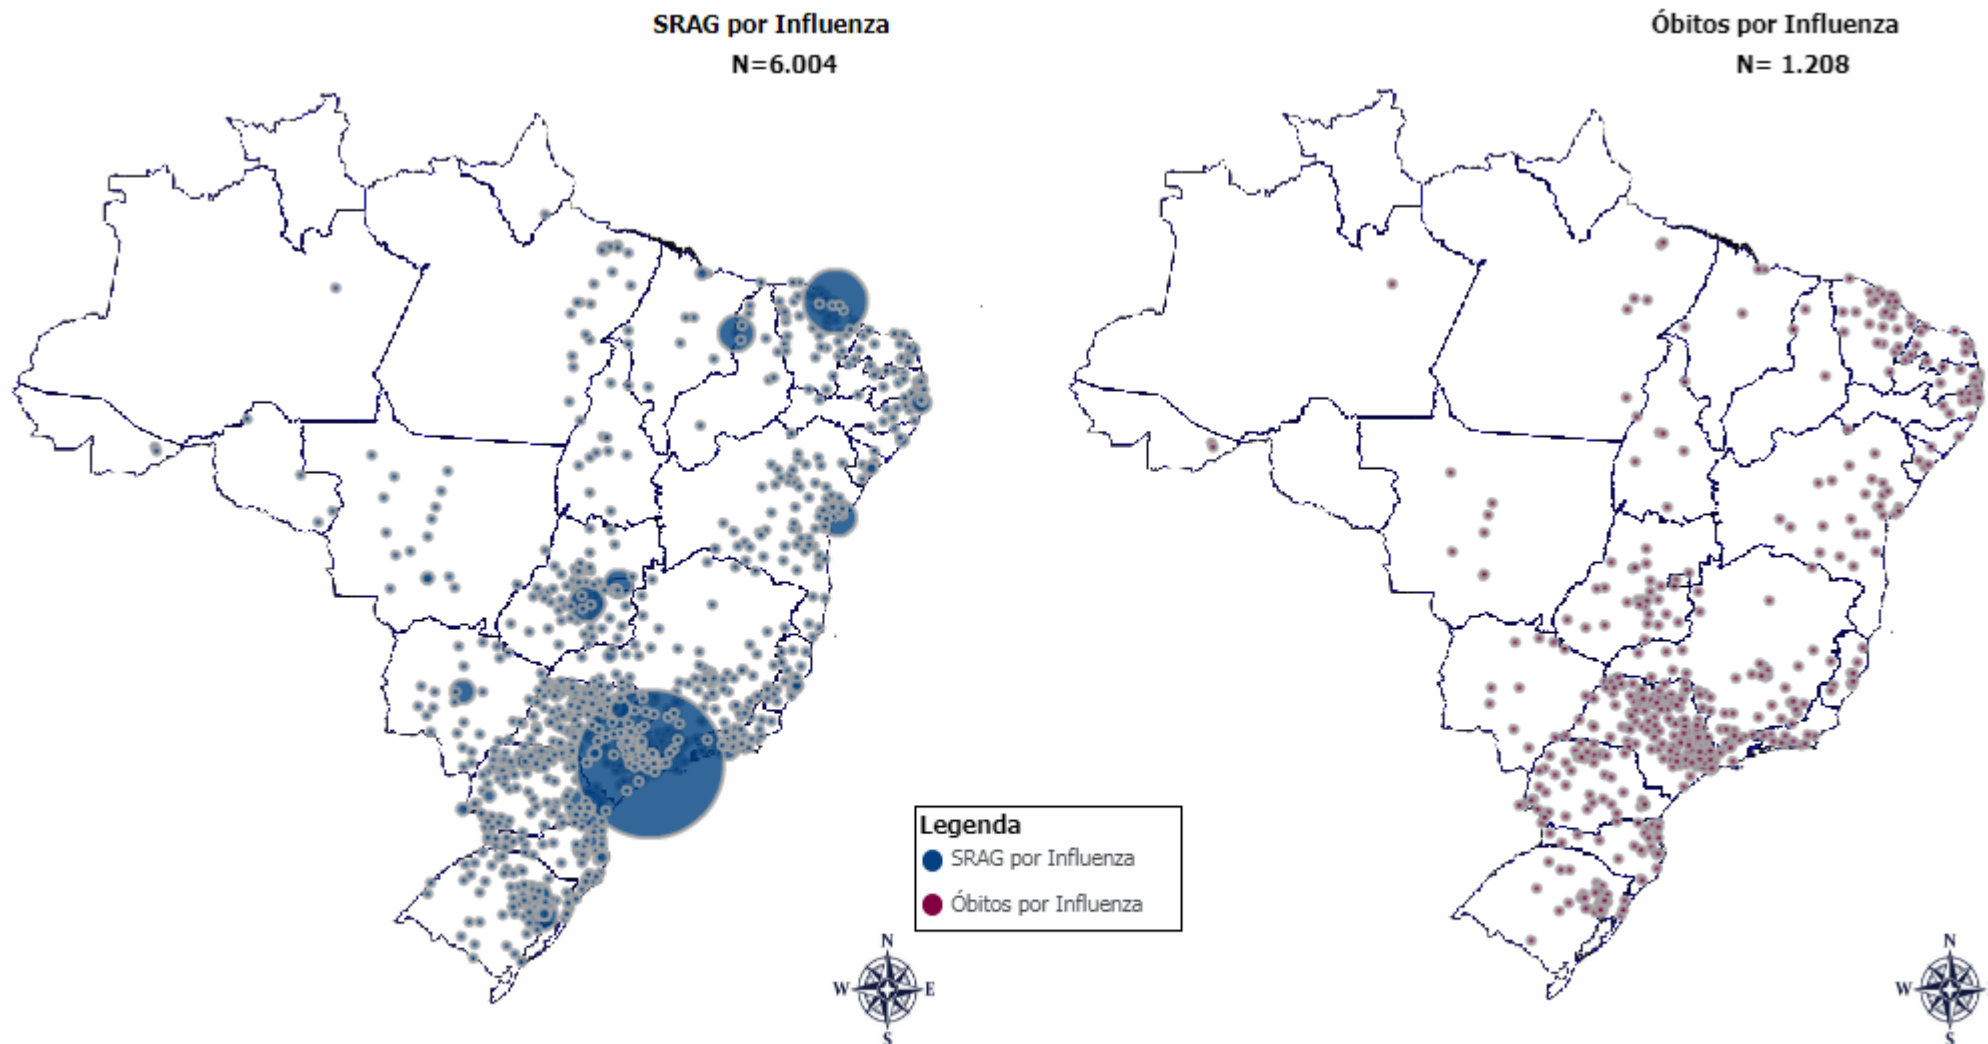 SRAG por Influenza
N=6.004
Óbitos por Influenza
N= 1.208
Legenda
SRAG por Influenza
Óbitos por Influenza
N
W
E
S
N
W
S